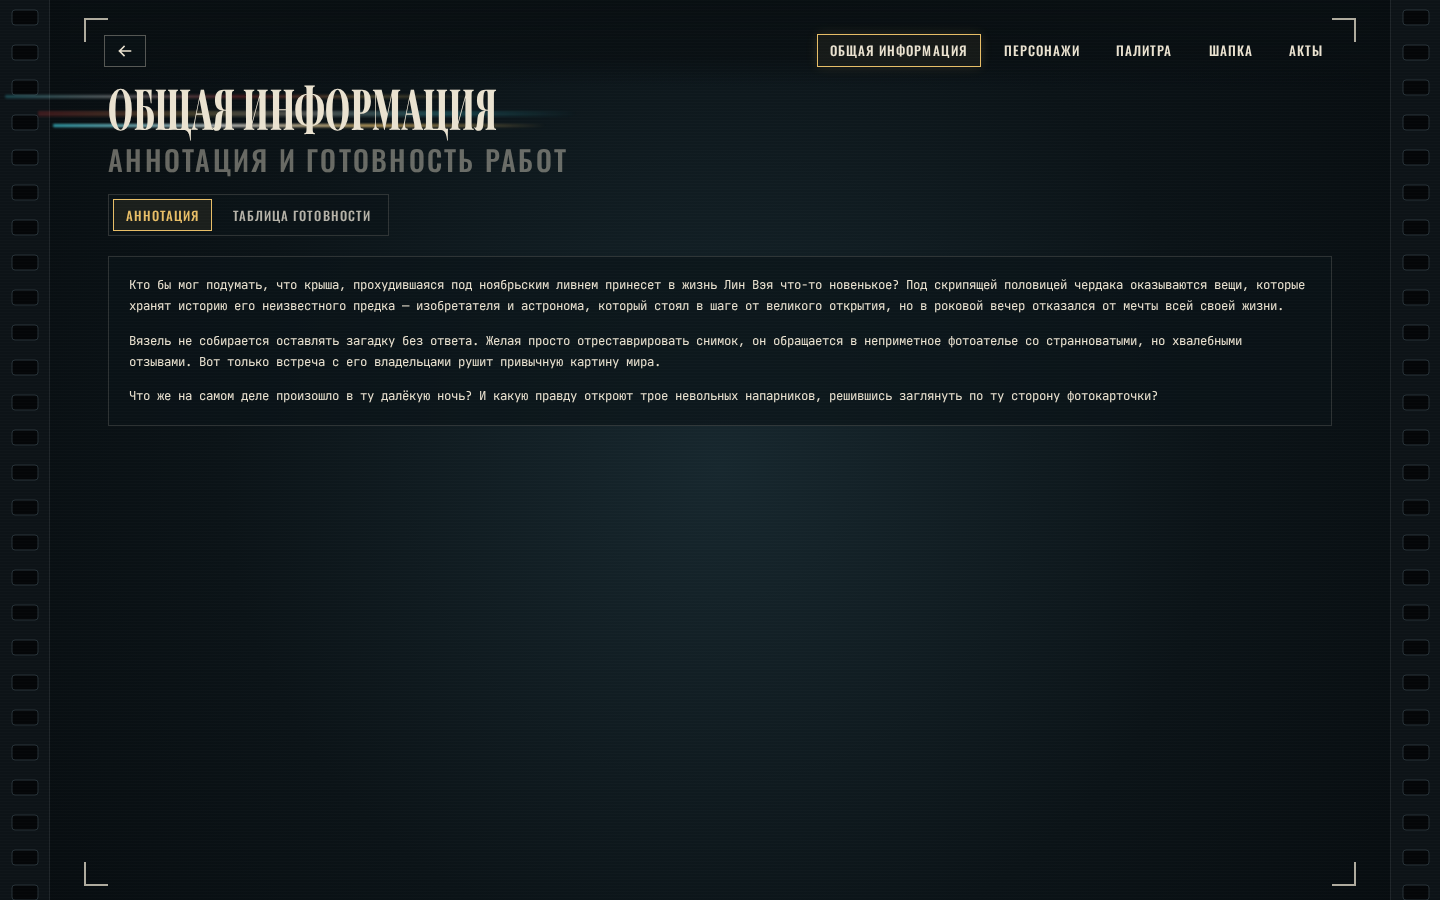 ОБЩАЯ ИНФОРМАЦИЯ ПЕРСОНАЖИ ПАЛИТРА ШАПКА АКТЫ
ОБЩАЯ ИНФОРМАЦИЯ
АННОТАЦИЯ И ГОТОВНОСТЬ РАБОТ
АННОТАЦИЯ ТАБЛИЦА ГОТОВНОСТИ
Кто бы мог подумать, что крыша, прохудившаяся под ноябрьским ливнем принесет в жизнь Лин Вэя что-то новенькое? Под скрипящей половицей чердака оказываются вещи, которые
хранят историю его неизвестного предка — изобретателя и астронома, который стоял в шаге от великого открытия, но в роковой вечер отказался от мечты всей своей жизни.
Вязель не собирается оставлять загадку без ответа. Желая просто отреставрировать снимок, он обращается в неприметное фотоателье со странноватыми, но хвалебными
отзывами. Вот только встреча с его владельцами рушит привычную картину мира.
Что же на самом деле произошло в ту далёкую ночь? И какую правду откроют трое невольных напарников, решившись заглянуть по ту сторону фотокарточки?